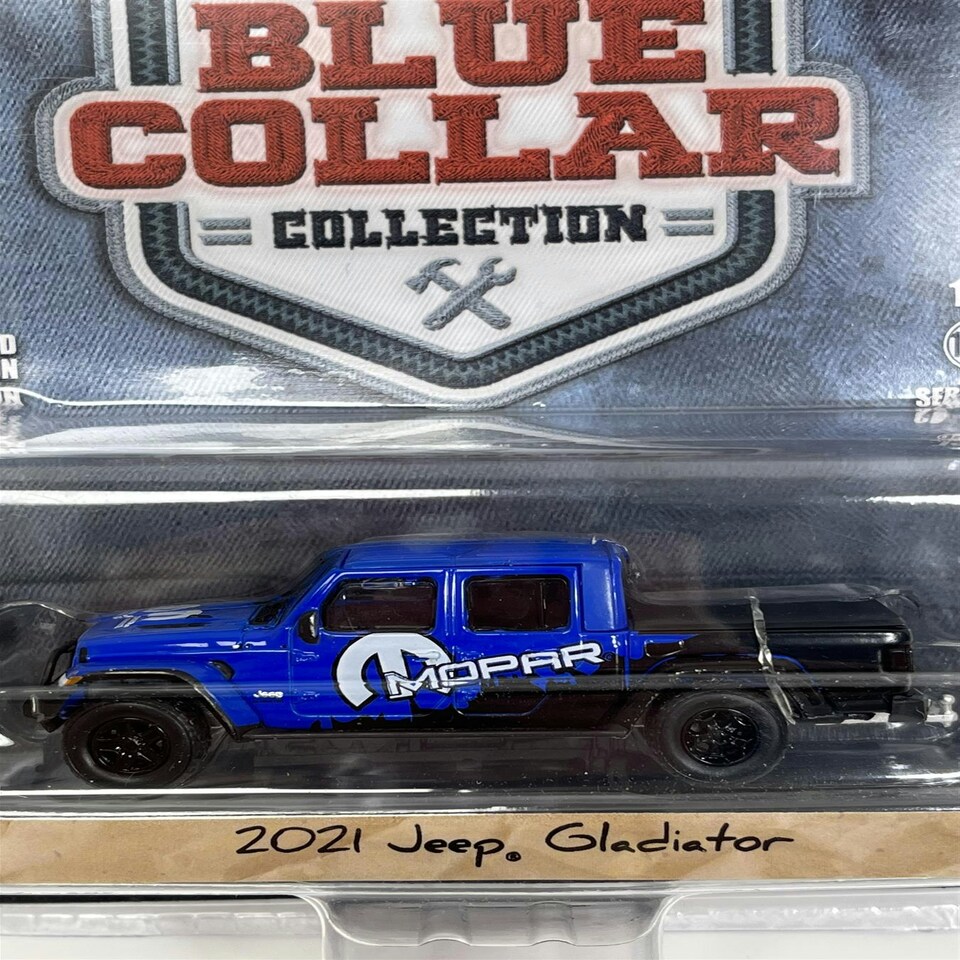 BLUE
COLLAR
COLLECTION
Jeep
MOPAR
2021 Jeep® Gladiator